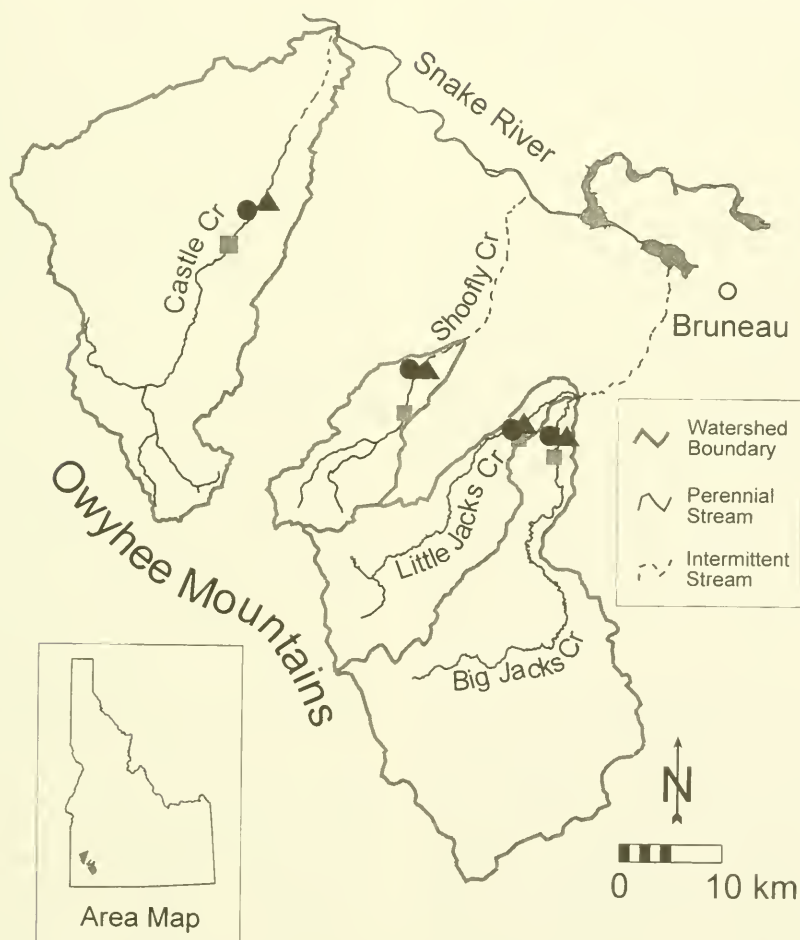 Snake River
Castle Cr
Shoofly Cr
Bruneau
Watershed
Boundary
Perennial
Stream
Intermittent
Stream
Little Jacks Cr
Owyhee Mountains
Big Jacks Cr
N
0 10 km
Area Map